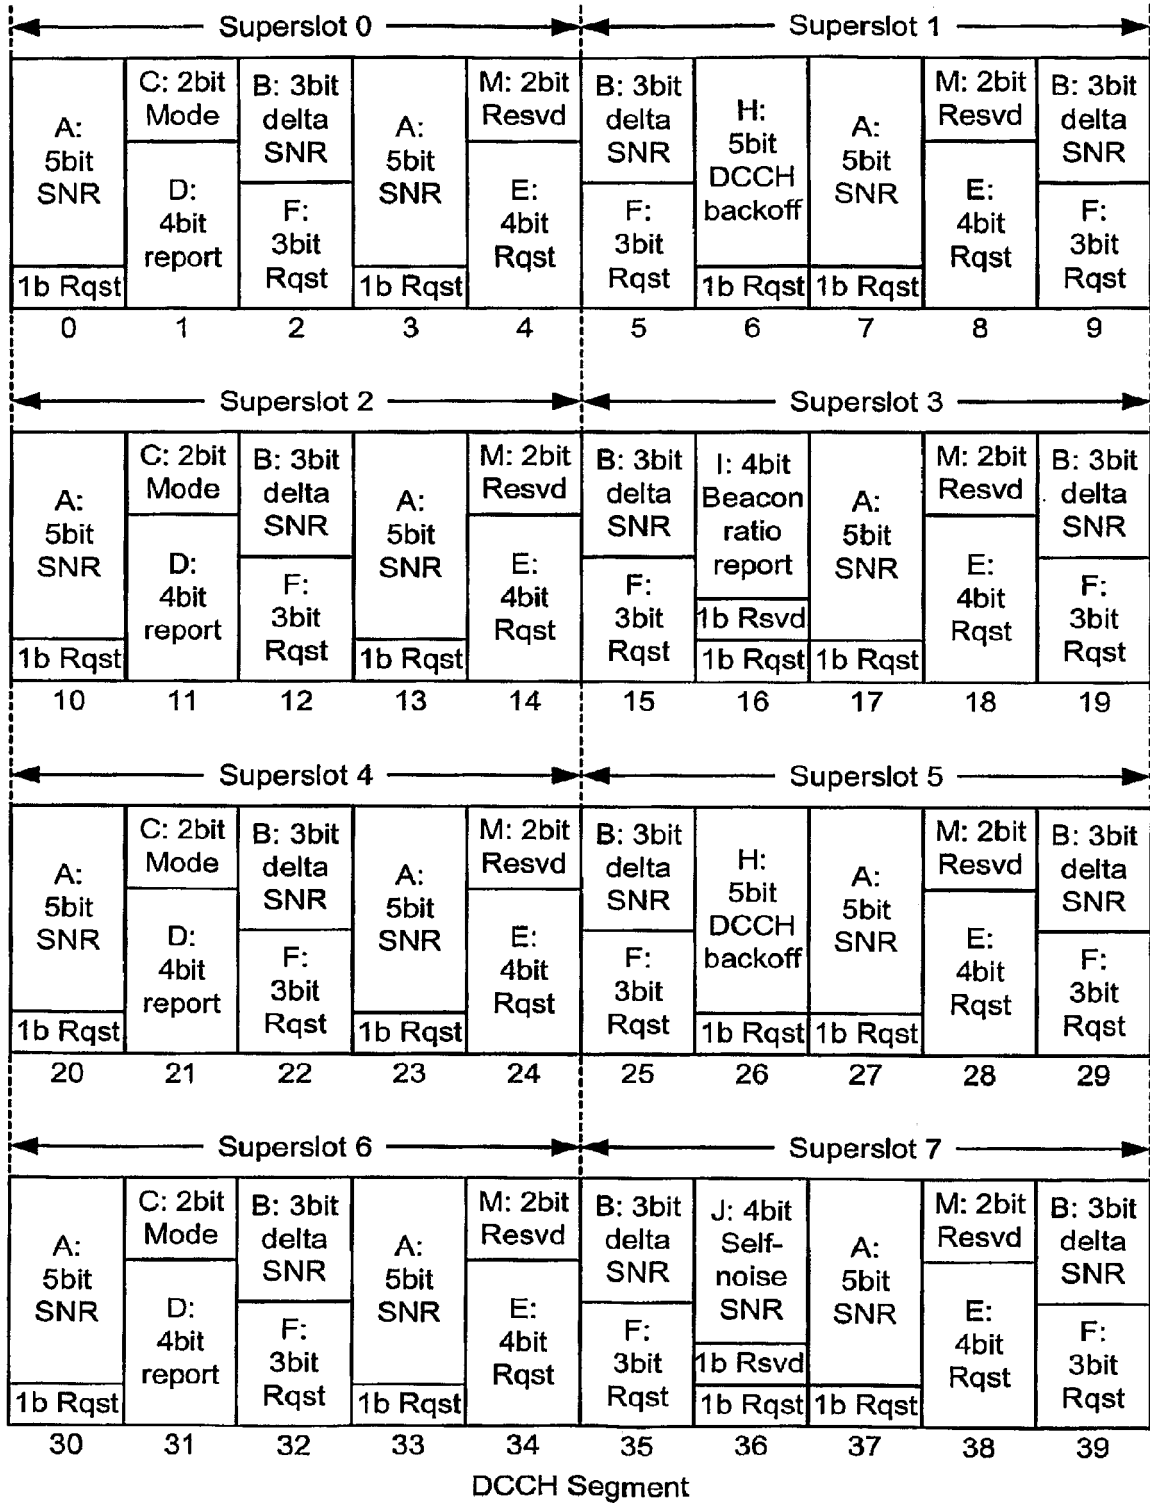 Superslot 0
Superslot 1
A:
5bit
SNR
1b Rqst
C: 2bit
Mode
D:
4bit
report
B: 3bit
delta
SNR
F:
3bit
Rqst
A:
5bit
SNR
1b Rqst
M: 2bit
Resvd
E:
4bit
Rqst
B: 3bit
delta
SNR
F:
3bit
Rqst
H:
5bit
DCCH
backoff
1b Rqst
A:
5bit
SNR
1b Rqst
M: 2bit
Resvd
E:
4bit
Rqst
B: 3bit
delta
SNR
F:
3bit
Rqst
0 1 2 3 4 5 6 7 8 9
Superslot 2
Superslot 3
A:
5bit
SNR
1b Rqst
C: 2bit
Mode
D:
4bit
report
B: 3bit
delta
SNR
F:
3bit
Rqst
A:
5bit
SNR
1b Rqst
M: 2bit
Resvd
E:
4bit
Rqst
B: 3bit
delta
SNR
F:
3bit
Rqst
I: 4bit
Beacon
ratio
report
1b Rsvd
1b Rqst
A:
5bit
SNR
1b Rqst
M: 2bit
Resvd
E:
4bit
Rqst
B: 3bit
delta
SNR
F:
3bit
Rqst
10 11 12 13 14 15 16 17 18 19
Superslot 4
Superslot 5
A:
5bit
SNR
1b Rqst
C: 2bit
Mode
D:
4bit
report
B: 3bit
delta
SNR
F:
3bit
Rqst
A:
5bit
SNR
1b Rqst
M: 2bit
Resvd
E:
4bit
Rqst
B: 3bit
delta
SNR
F:
3bit
Rqst
H:
5bit
DCCH
backoff
1b Rqst
A:
5bit
SNR
1b Rqst
M: 2bit
Resvd
E:
4bit
Rqst
B: 3bit
delta
SNR
F:
3bit
Rqst
20 21 22 23 24 25 26 27 28 29
Superslot 6
Superslot 7
A:
5bit
SNR
1b Rqst
C: 2bit
Mode
D:
4bit
report
B: 3bit
delta
SNR
F:
3bit
Rqst
A:
5bit
SNR
1b Rqst
M: 2bit
Resvd
E:
4bit
Rqst
B: 3bit
delta
SNR
F:
3bit
Rqst
J: 4bit
Self-
noise
SNR
1b Rsvd
1b Rqst
A:
5bit
SNR
1b Rqst
M: 2bit
Resvd
E:
4bit
Rqst
B: 3bit
delta
SNR
F:
3bit
Rqst
30 31 32 33 34 35 36 37 38 39
DCCH Segment